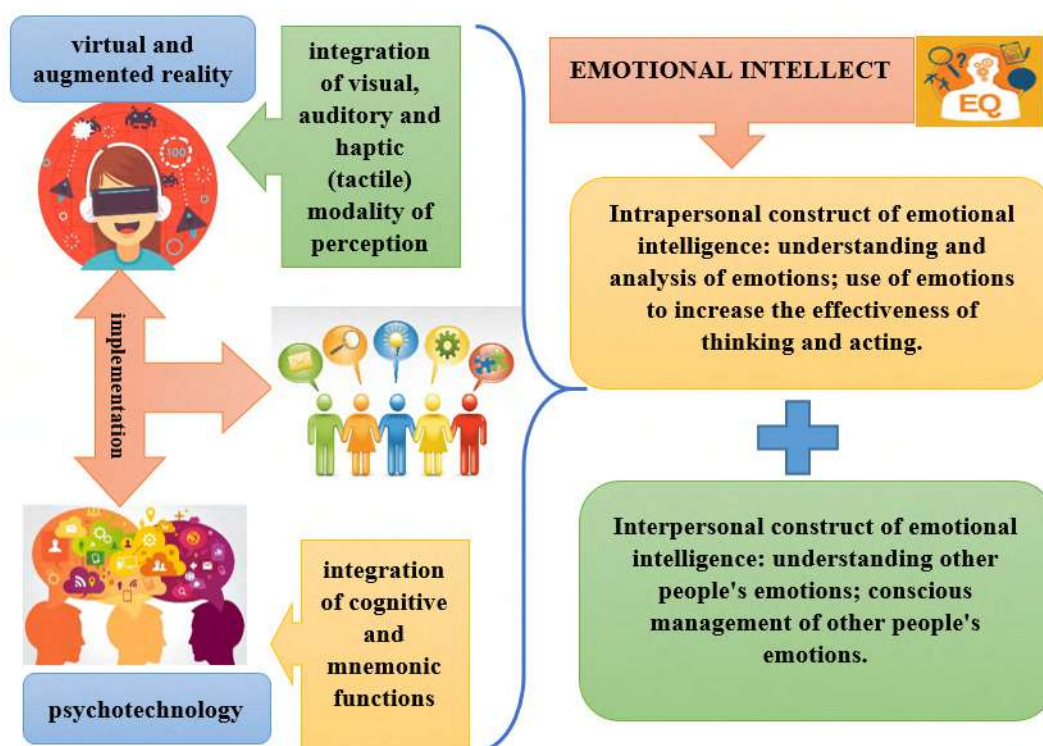 virtual and
augmented reality
100
integration
of visual,
auditory and
haptic
(tactile)
modality of
perception
implementation
integration
of cognitive
and
mnemonic
functions
psychotechnology
EMOTIONAL INTELLECT
?
EQ
Intrapersonal construct of emotional
intelligence: understanding and
analysis of emotions; use of emotions
to increase the effectiveness of
thinking and acting.
Interpersonal construct of emotional
intelligence: understanding other
people's emotions; conscious
management of other people's
emotions.